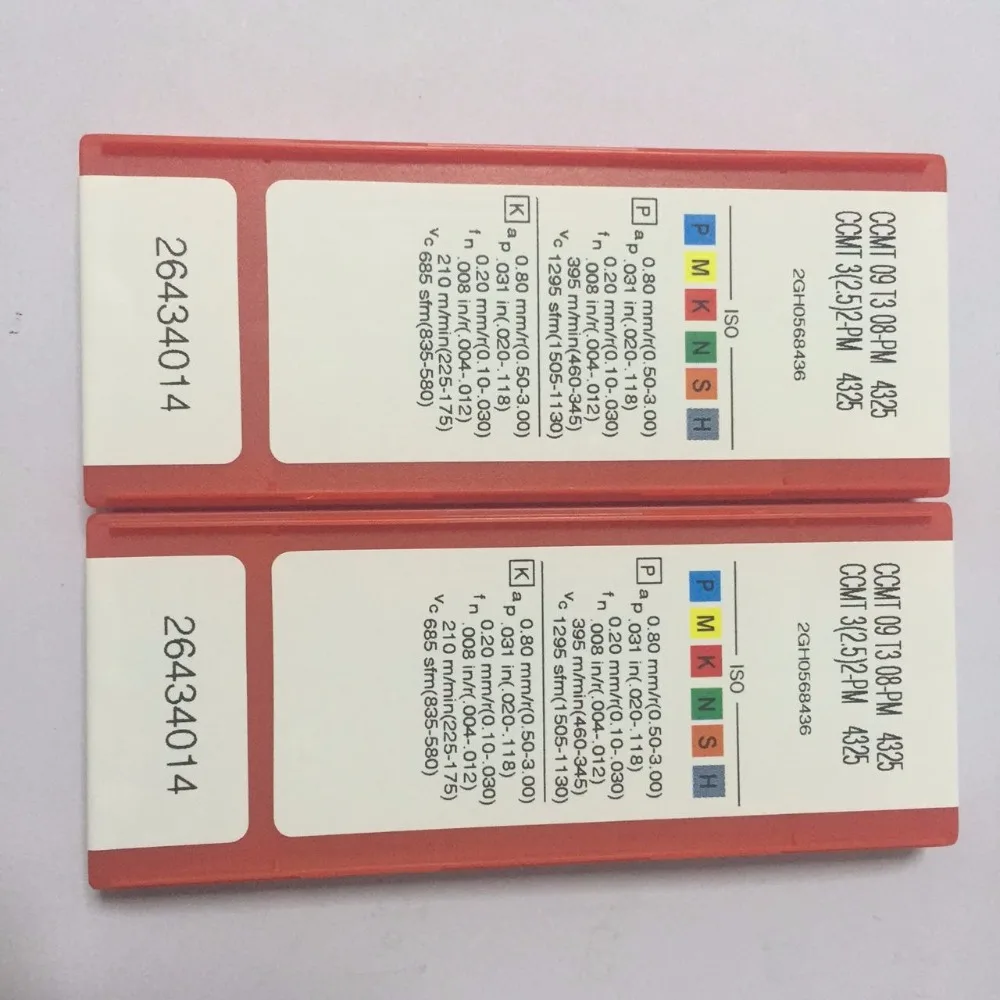 CCMT 09 T3 08-PM 4325
CCMT 3(2.5)2-PM 4325
2GH0568436
ISO
P M K N S H
P ap 0.80 mm/r(0.50-3.00)
.031 in(.020-.118)
fn 0.20 mm/r(0.10-.030)
.008 in/r(.004-.012)
395 m/min(460-345)
vc 1295 sfm(1505-1130)
K ap 0.80 mm/r(0.50-3.00)
.031 in(.020-.118)
fn 0.20 mm/r(0.10-.030)
.008 in/r(.004-.012)
210 m/min(225-175)
vc 685 sfm(835-580)
26434014
CCMT 09 T3 08-PM 4325
CCMT 3(2.5)2-PM 4325
2GH0568436
ISO
P M K N S H
P ap 0.80 mm/r(0.50-3.00)
.031 in(.020-.118)
fn 0.20 mm/r(0.10-.030)
.008 in/r(.004-.012)
395 m/min(460-345)
vc 1295 sfm(1505-1130)
K ap 0.80 mm/r(0.50-3.00)
.031 in(.020-.118)
fn 0.20 mm/r(0.10-.030)
.008 in/r(.004-.012)
210 m/min(225-175)
vc 685 sfm(835-580)
26434014